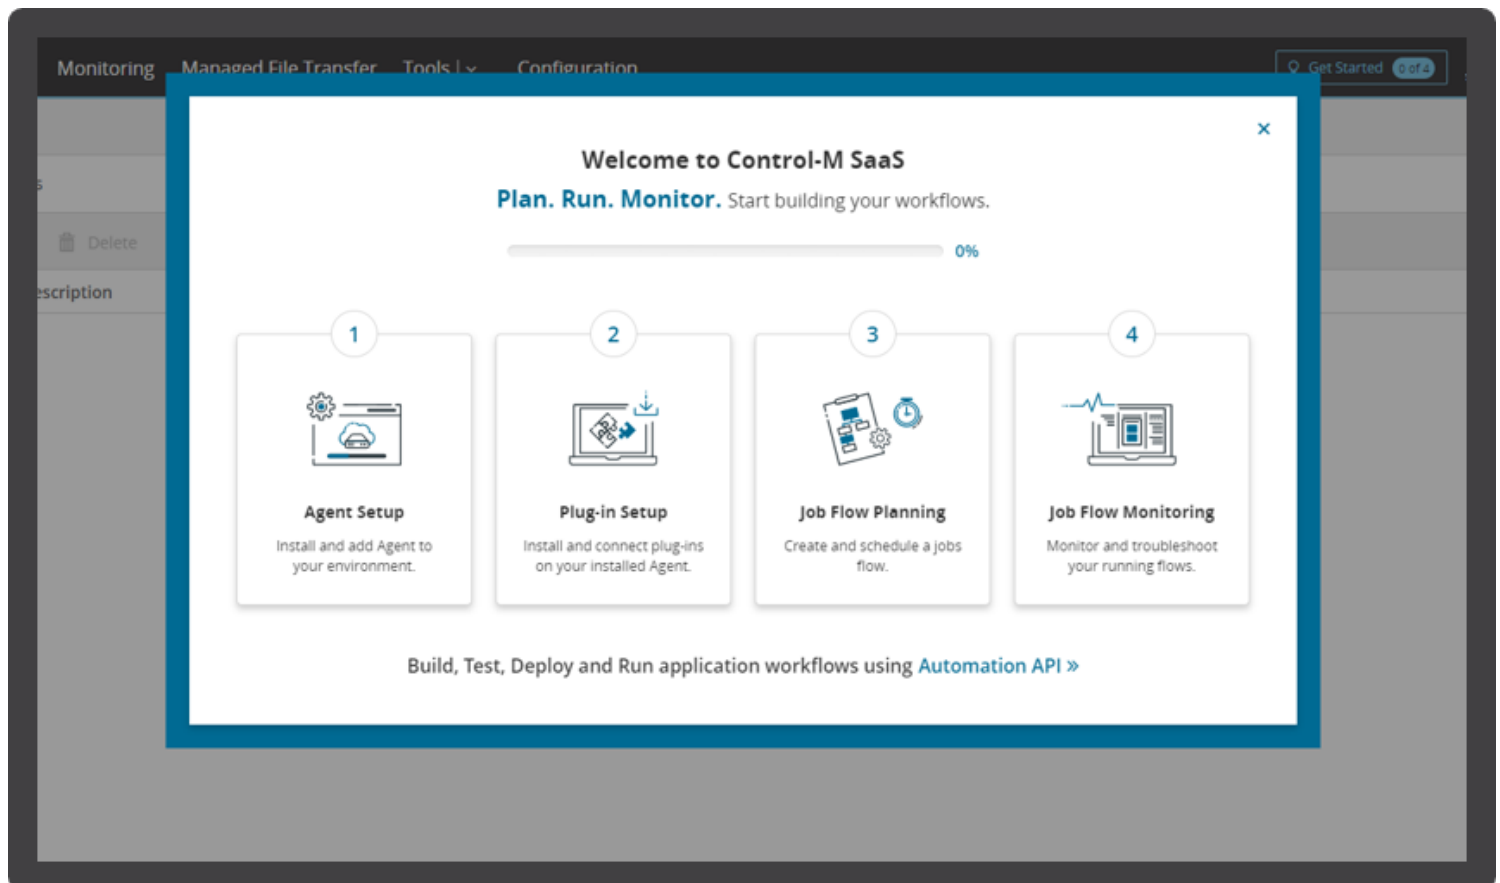 Monitoring Managed File Transfer Tools | Configuration Get Started 0 of 4
Delete
escription
Welcome to Control-M SaaS
Plan. Run. Monitor. Start building your workflows.
0%
1
2
3
4
Agent Setup
Install and add Agent to
your environment.
Plug-in Setup
Install and connect plug-ins
on your installed Agent.
Job Flow Planning
Create and schedule a jobs
flow.
Job Flow Monitoring
Monitor and troubleshoot
your running flows.
Build, Test, Deploy and Run application workflows using Automation API »